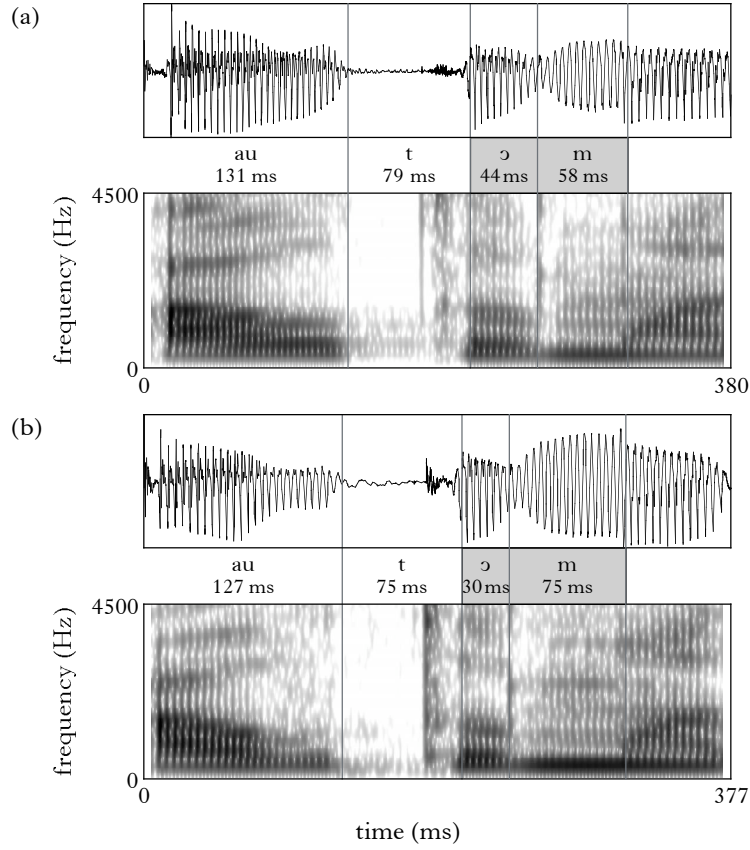 (a)
au t ɔ m
131 ms 79 ms 44 ms 58 ms
4500
frequency (Hz)
0
0 380
(b)
au t ɔ m
127 ms 75 ms 30 ms 75 ms
4500
frequency (Hz)
0
0 377
time (ms)